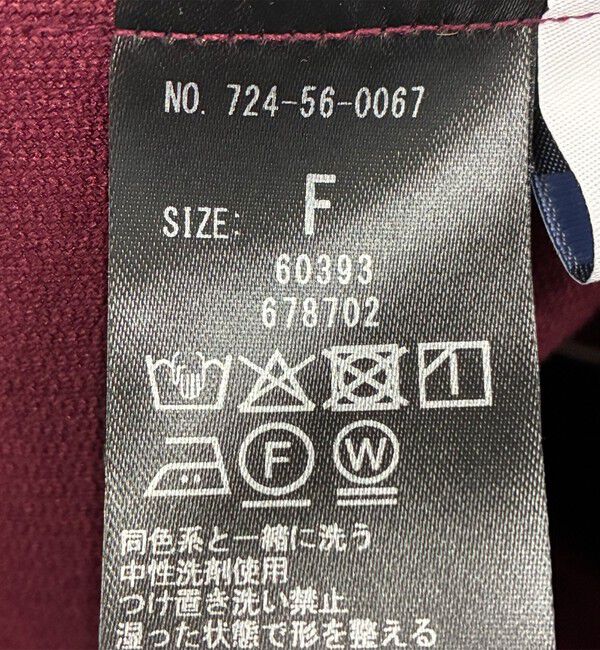 NO. 724-56-0067
SIZE: F
60393
678702
F W
同色系と一緒に洗う
中性洗剤使用
つけ置き洗い禁止
湿った状態で形を整える